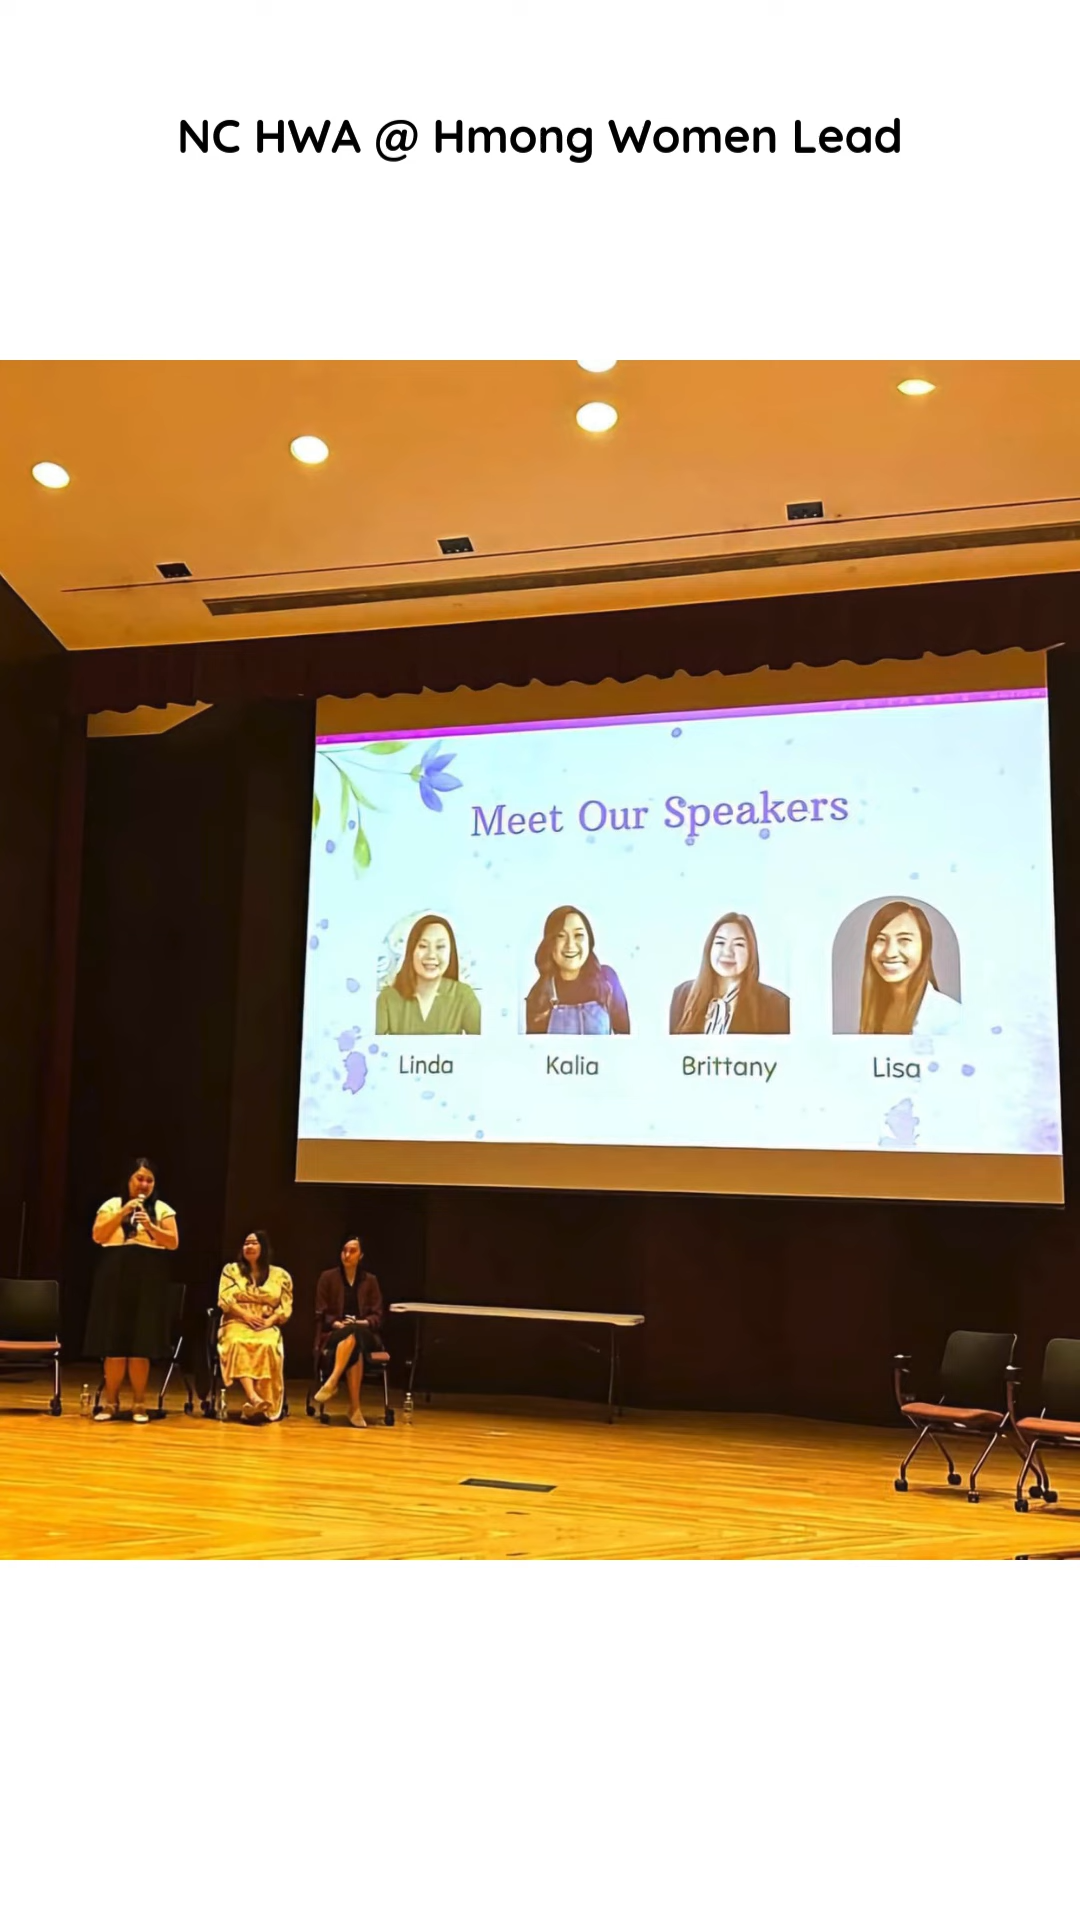 NC HWA @ Hmong Women Lead
Meet Our Speakers
Linda
Kalia
Brittany
Lisa